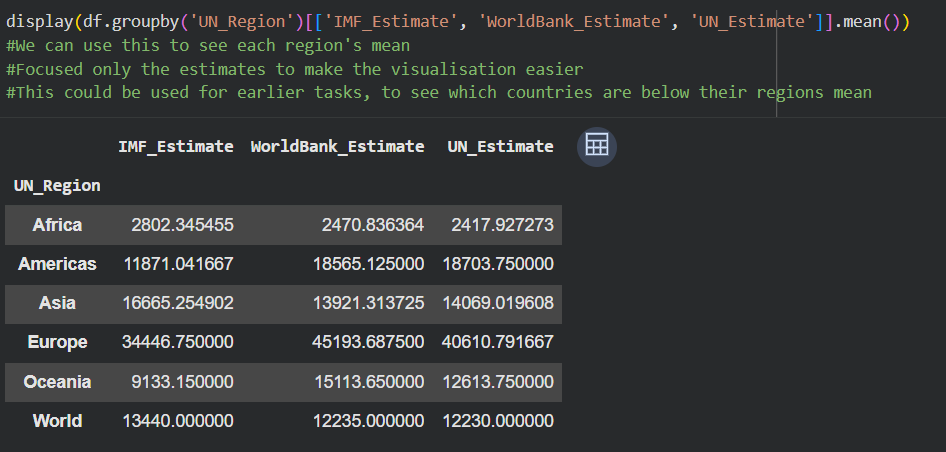 display(df.groupby('UN_Region')[['IMF_Estimate', 'WorldBank_Estimate', 'UN_Estimate']].mean())
#We can use this to see each region's mean
#Focused only the estimates to make the visualisation easier
#This could be used for earlier tasks, to see which countries are below their regions mean
IMF_Estimate WorldBank_Estimate UN_Estimate
UN_Region
Africa 2802.345455 2470.836364 2417.927273
Americas 11871.041667 18565.125000 18703.750000
Asia 16665.254902 13921.313725 14069.019608
Europe 34446.750000 45193.687500 40610.791667
Oceania 9133.150000 15113.650000 12613.750000
World 13440.000000 12235.000000 12230.000000